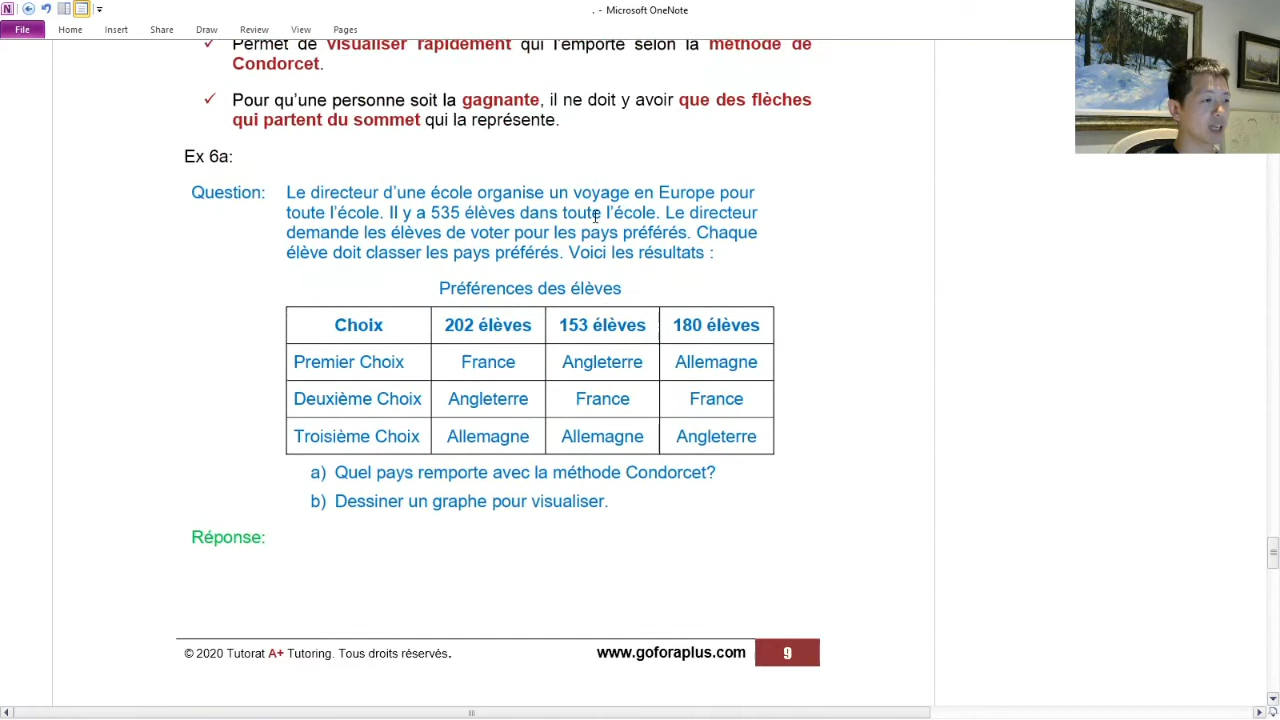 . - Microsoft OneNote
File Home Insert Share Draw Review View Pages
✓ Permet de visualiser rapidement qui l'emporte selon la méthode de
Condorcet.
✓ Pour qu'une personne soit la gagnante, il ne doit y avoir que des flèches
qui partent du sommet qui la représente.
Ex 6a:
Question: Le directeur d'une école organise un voyage en Europe pour
toute l'école. Il y a 535 élèves dans toute l'école. Le directeur
demande les élèves de voter pour les pays préférés. Chaque
élève doit classer les pays préférés. Voici les résultats :
Préférences des élèves
Choix 202 élèves 153 élèves 180 élèves
Premier Choix France Angleterre Allemagne
Deuxième Choix Angleterre France France
Troisième Choix Allemagne Allemagne Angleterre
a) Quel pays remporte avec la méthode Condorcet?
b) Dessiner un graphe pour visualiser.
Réponse:
© 2020 Tutorat A+ Tutoring. Tous droits réservés. www.goforaplus.com 9